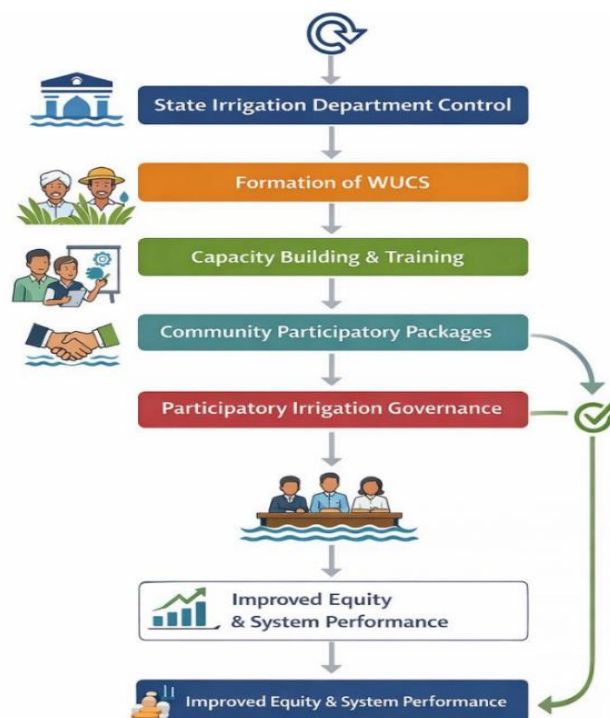 State Irrigation Department Control
Formation of WUCS
Capacity Building & Training
Community Participatory Packages
Participatory Irrigation Governance
Improved Equity
& System Performance
Improved Equity & System Performance